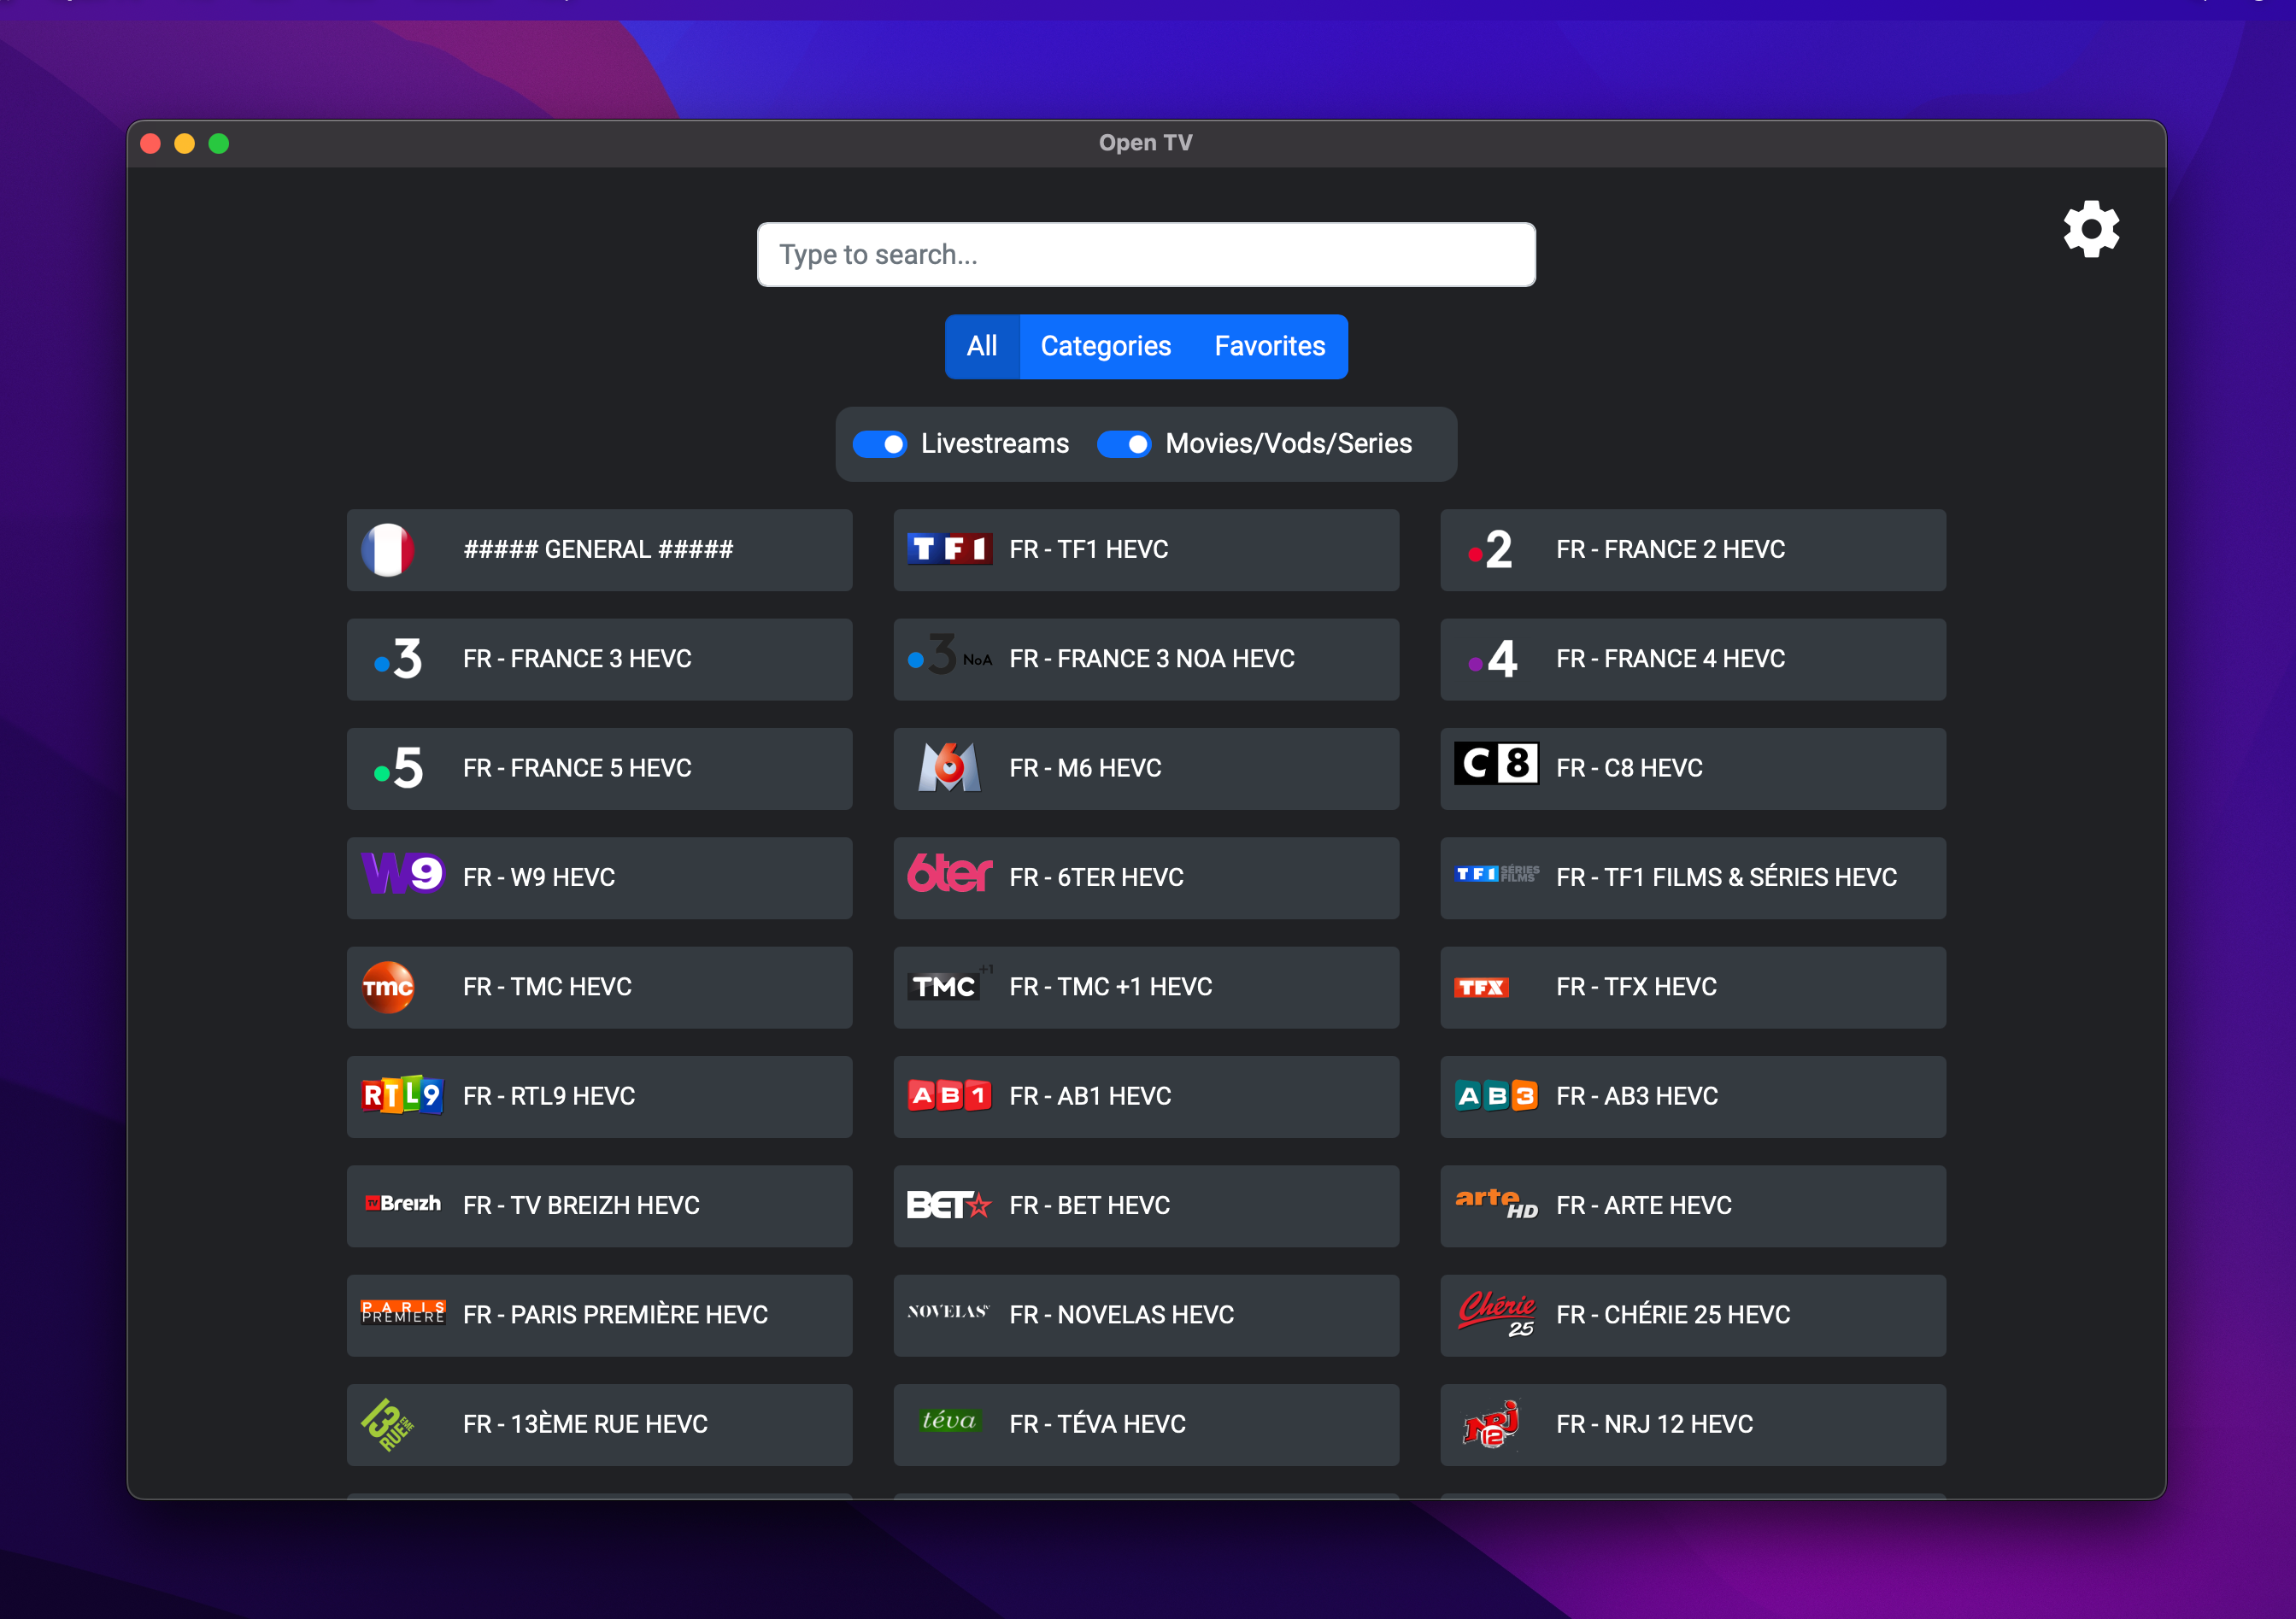 Open TV
Type to search...
All Categories Favorites
Livestreams Movies/Vods/Series
##### GENERAL #####
TF1 FR - TF1 HEVC
2 FR - FRANCE 2 HEVC
3 FR - FRANCE 3 HEVC
3 NoA FR - FRANCE 3 NOA HEVC
4 FR - FRANCE 4 HEVC
5 FR - FRANCE 5 HEVC
M6 FR - M6 HEVC
C8 FR - C8 HEVC
W9 FR - W9 HEVC
6ter FR - 6TER HEVC
TF1 SÉRIES FILMS FR - TF1 FILMS & SÉRIES HEVC
TMC FR - TMC HEVC
TMC +1 FR - TMC +1 HEVC
TFX FR - TFX HEVC
RTL9 FR - RTL9 HEVC
AB1 FR - AB1 HEVC
AB3 FR - AB3 HEVC
TV Breizh FR - TV BREIZH HEVC
BET FR - BET HEVC
arte HD FR - ARTE HEVC
PARIS PREMIERE FR - PARIS PREMIÈRE HEVC
NOVELAS FR - NOVELAS HEVC
Chérie 25 FR - CHÉRIE 25 HEVC
13 EME RUE FR - 13ÈME RUE HEVC
téva FR - TÉVA HEVC
NRJ 12 FR - NRJ 12 HEVC